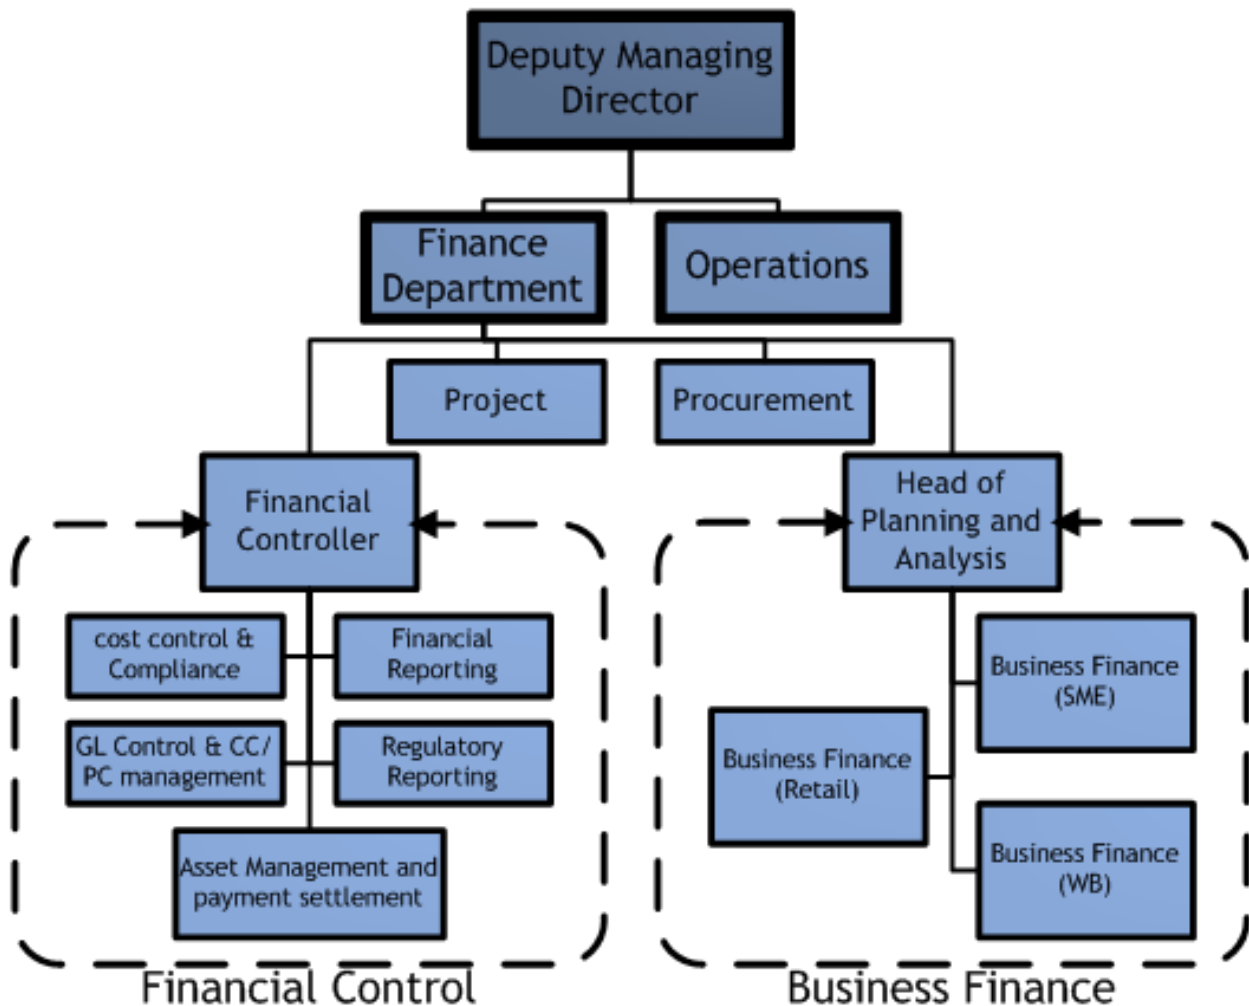 Deputy Managing
Director
Finance
Department
Operations
Project
Procurement
Financial
Controller
Head of
Planning and
Analysis
cost control &
Compliance
Financial
Reporting
GL Control & CC/
PC management
Regulatory
Reporting
Asset Management and
payment settlement
Business Finance
(SME)
Business Finance
(Retail)
Business Finance
(WB)
Financial Control
Business Finance